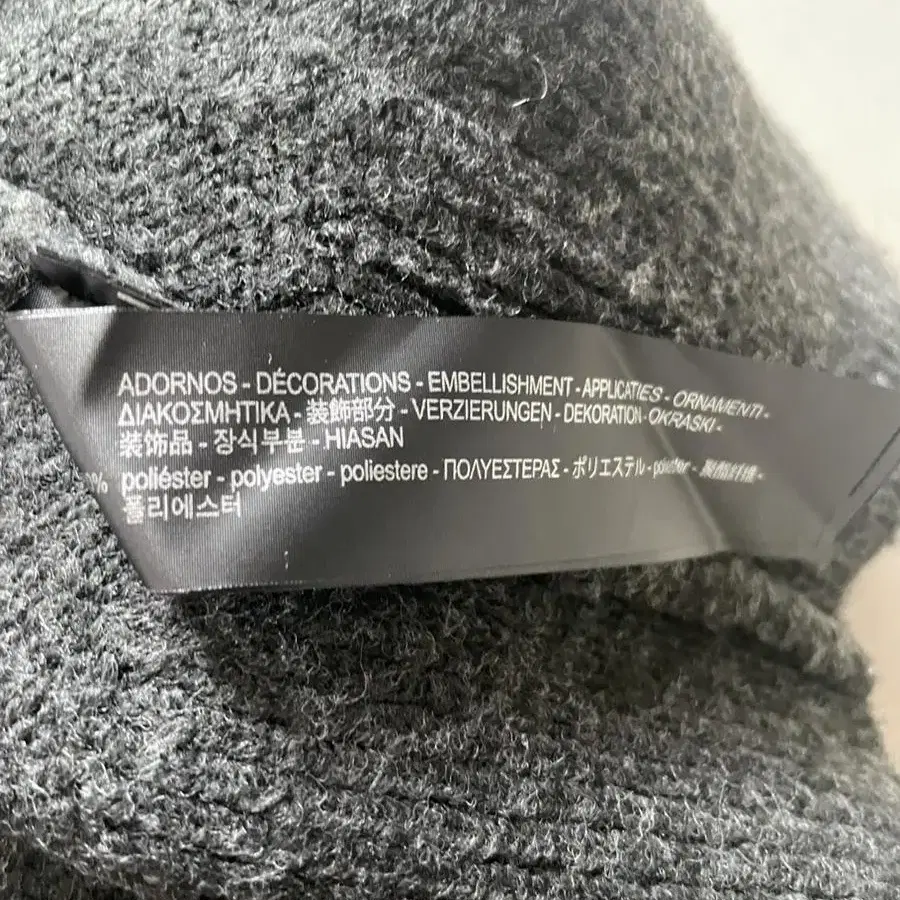 ADORNOS - DÉCORATIONS - EMBELLISHMENT - APPLICATIES - ORNAMENTI -
ΔΙΑΚΟΣΜΗΤΙΚΑ - 装飾部分 - VERZIERUNGEN - DEKORATION - OKRASKI -
装饰品 - 장식부분 - HIASAN
% poliéster - polyester - poliestere - ΠΟΛΥΕΣΤΕΡΑΣ - ポリエステル -
폴리에스터